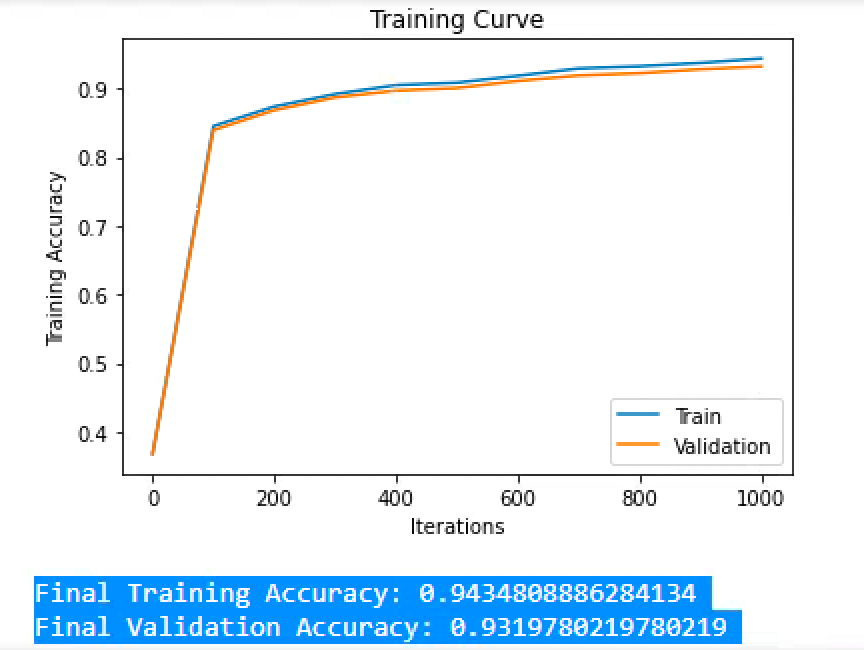 Training Curve
Training Accuracy
0.9
0.8
0.7
0.6
0.5
0.4
Train
Validation
0 200 400 600 800 1000
Iterations
Final Training Accuracy: 0.9434808886284134
Final Validation Accuracy: 0.9319780219780219